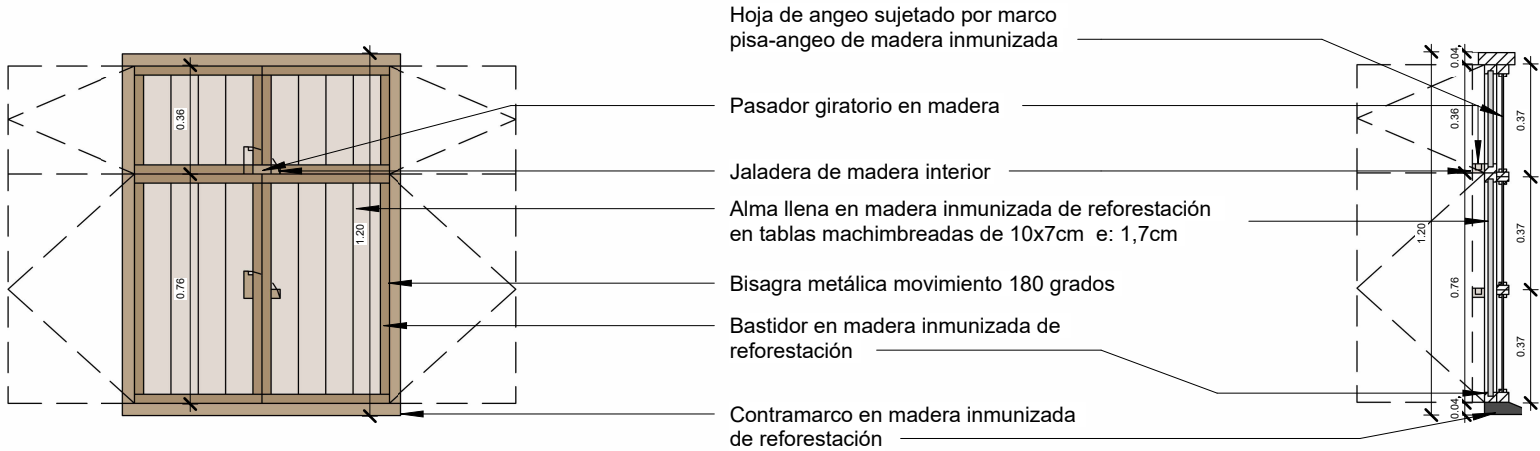 Hoja de angeo sujetado por marco
pisa-angeo de madera inmunizada
Pasador giratorio en madera
Jaladera de madera interior
Alma llena en madera inmunizada de reforestación
en tablas machimbreadas de 10x7cm e: 1,7cm
Bisagra metálica movimiento 180 grados
Bastidor en madera inmunizada de
reforestación
Contramarco en madera inmunizada
de reforestación
0.36
1.20
0.76
0.04
0.36
0.37
1.20
0.37
0.76
0.37
0.04